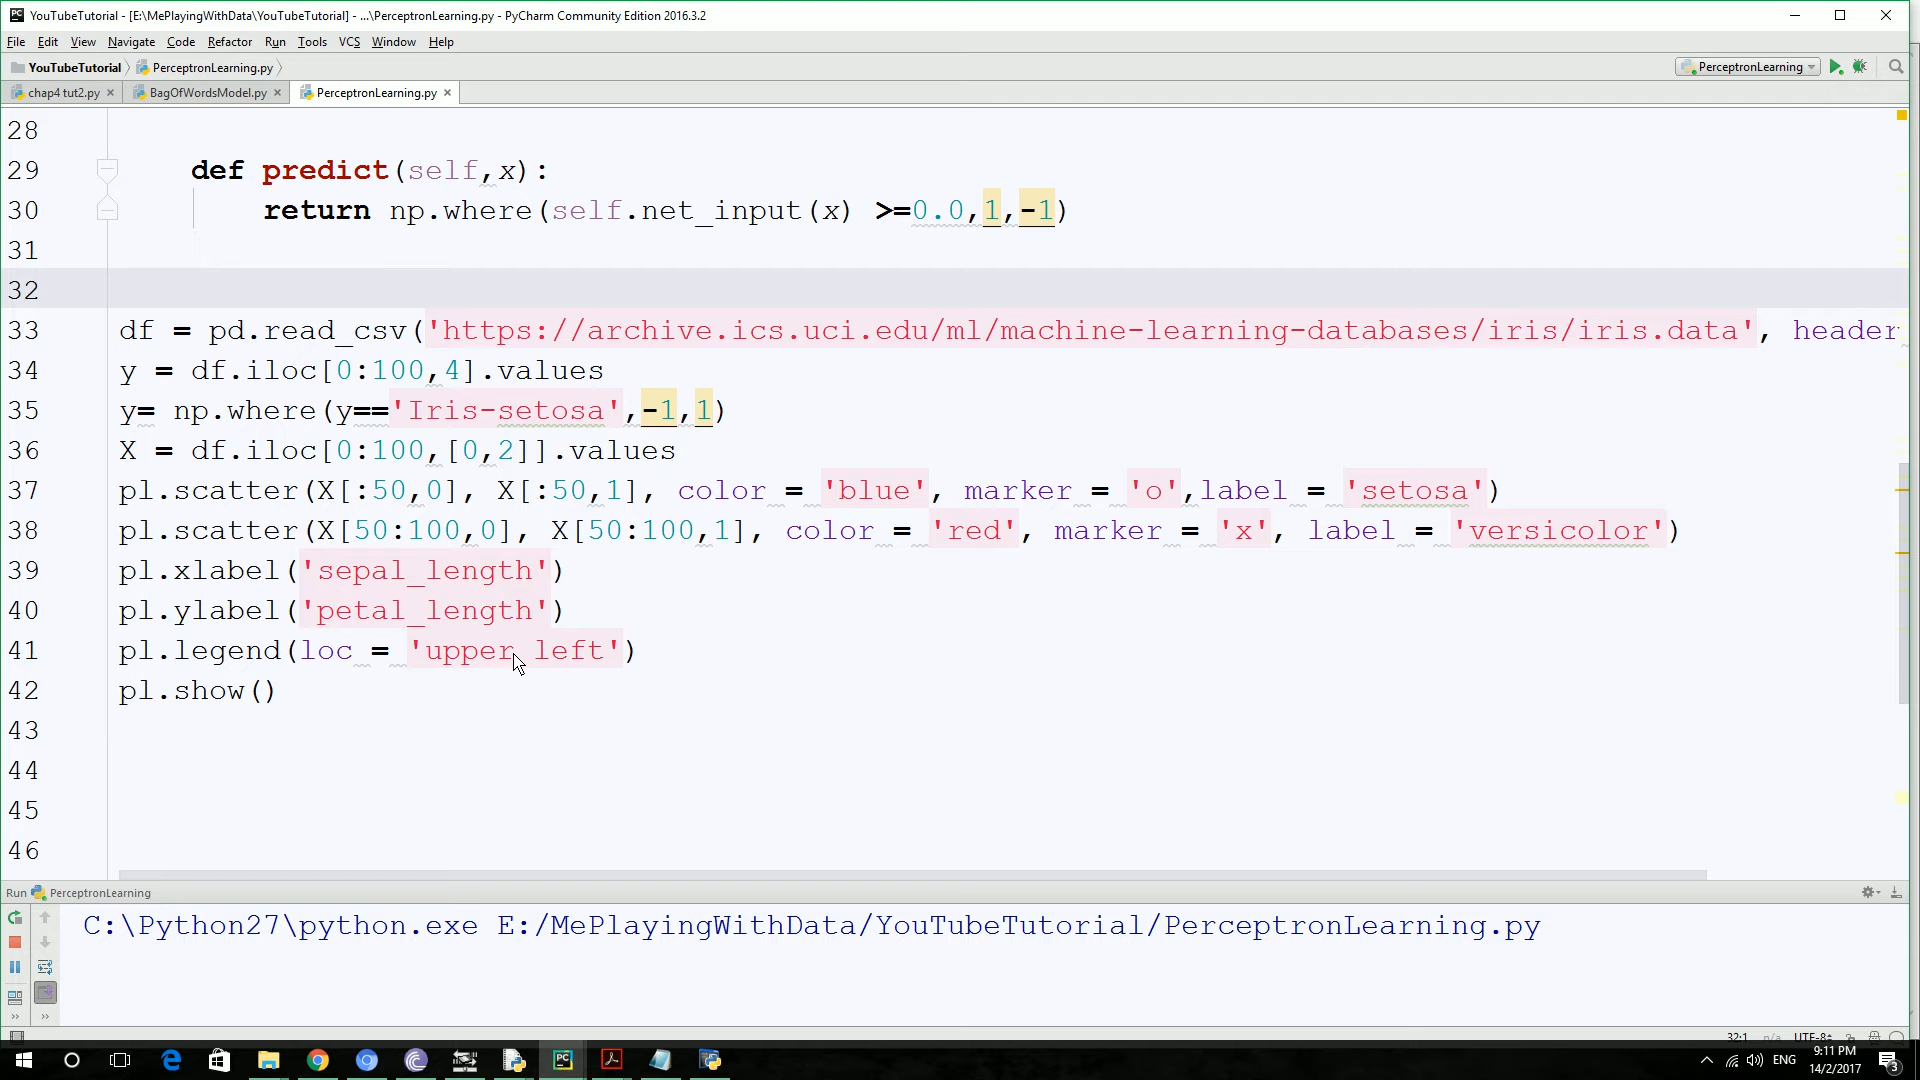 YouTubeTutorial - [E:\MePlayingWithData\YouTubeTutorial] - ...\PerceptronLearning.py - PyCharm Community Edition 2016.3.2
File Edit View Navigate Code Refactor Run Tools VCS Window Help
YouTubeTutorial PerceptronLearning.py PerceptronLearning
chap4 tut2.py BagOfWordsModel.py PerceptronLearning.py
28
29 def predict(self,x):
30 return np.where(self.net_input(x) >=0.0,1,-1)
31
32
33 df = pd.read_csv('https://archive.ics.uci.edu/ml/machine-learning-databases/iris/iris.data', header
34 y = df.iloc[0:100,4].values
35 y= np.where(y=='Iris-setosa',-1,1)
36 X = df.iloc[0:100,[0,2]].values
37 pl.scatter(X[:50,0], X[:50,1], color = 'blue', marker = 'o',label = 'setosa')
38 pl.scatter(X[50:100,0], X[50:100,1], color = 'red', marker = 'x', label = 'versicolor')
39 pl.xlabel('sepal_length')
40 pl.ylabel('petal_length')
41 pl.legend(loc = 'upper left')
42 pl.show()
43
44
45
46
Run PerceptronLearning
C:\Python27\python.exe E:/MePlayingWithData/YouTubeTutorial/PerceptronLearning.py
32:1 n/a UTF-8
ENG 9:11 PM
14/2/2017 3